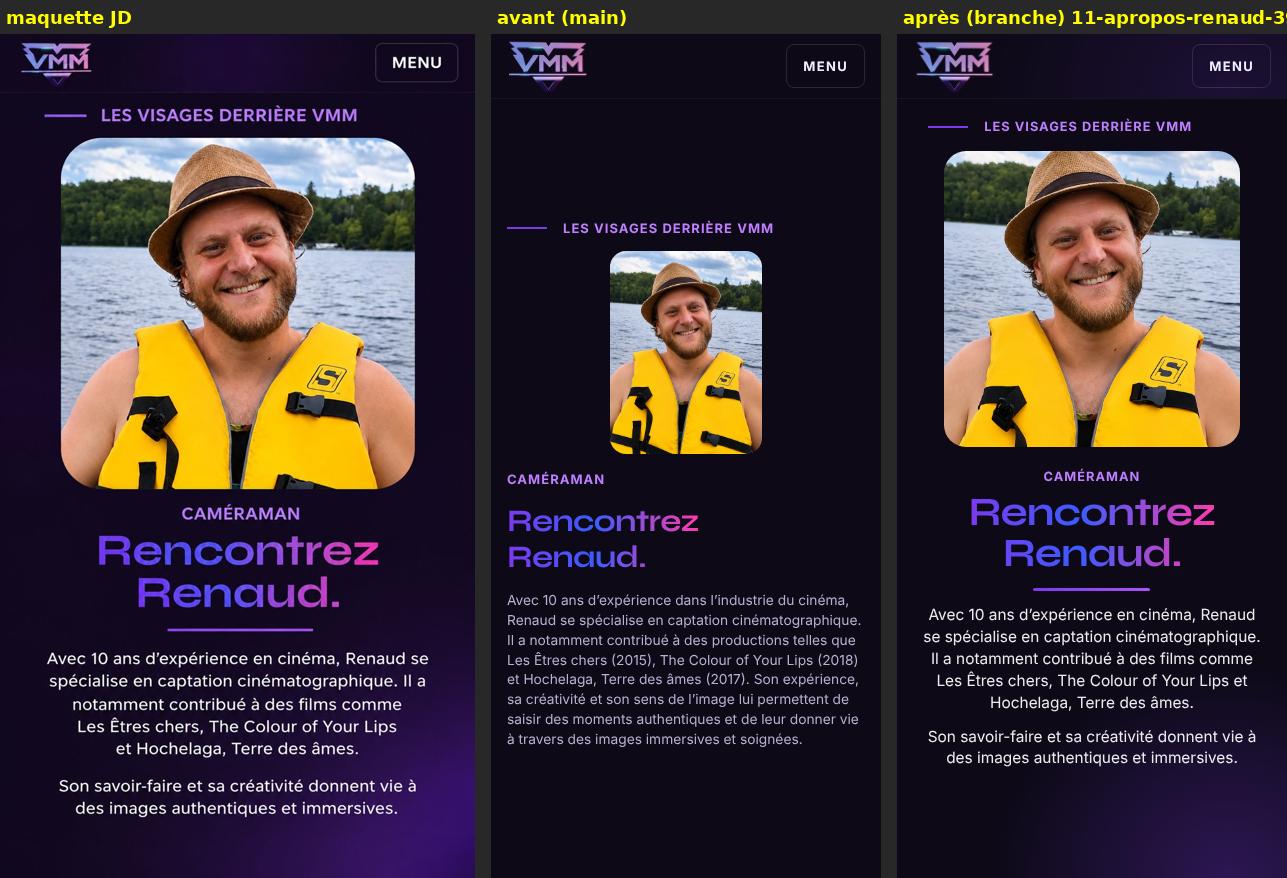 maquette JD
VMM
MENU
LES VISAGES DERRIÈRE VMM
S
CAMÉRAMAN
Rencontrez
Renaud.
Avec 10 ans d’expérience en cinéma, Renaud se
spécialise en captation cinématographique. Il a
notamment contribué à des films comme
Les Êtres chers, The Colour of Your Lips
et Hochelaga, Terre des âmes.
Son savoir-faire et sa créativité donnent vie à
des images authentiques et immersives.
avant (main)
VMM
MENU
LES VISAGES DERRIÈRE VMM
S
CAMÉRAMAN
Rencontrez
Renaud.
Avec 10 ans d’expérience dans l’industrie du cinéma,
Renaud se spécialise en captation cinématographique.
Il a notamment contribué à des productions telles que
Les Êtres chers (2015), The Colour of Your Lips (2018)
et Hochelaga, Terre des âmes (2017). Son expérience,
sa créativité et son sens de l’image lui permettent de
saisir des moments authentiques et de leur donner vie
à travers des images immersives et soignées.
après (branche) 11-apropos-renaud-39
VMM
MENU
LES VISAGES DERRIÈRE VMM
S
CAMÉRAMAN
Rencontrez
Renaud.
Avec 10 ans d’expérience en cinéma, Renaud
se spécialise en captation cinématographique.
Il a notamment contribué à des films comme
Les Êtres chers, The Colour of Your Lips et
Hochelaga, Terre des âmes.
Son savoir-faire et sa créativité donnent vie à
des images authentiques et immersives.